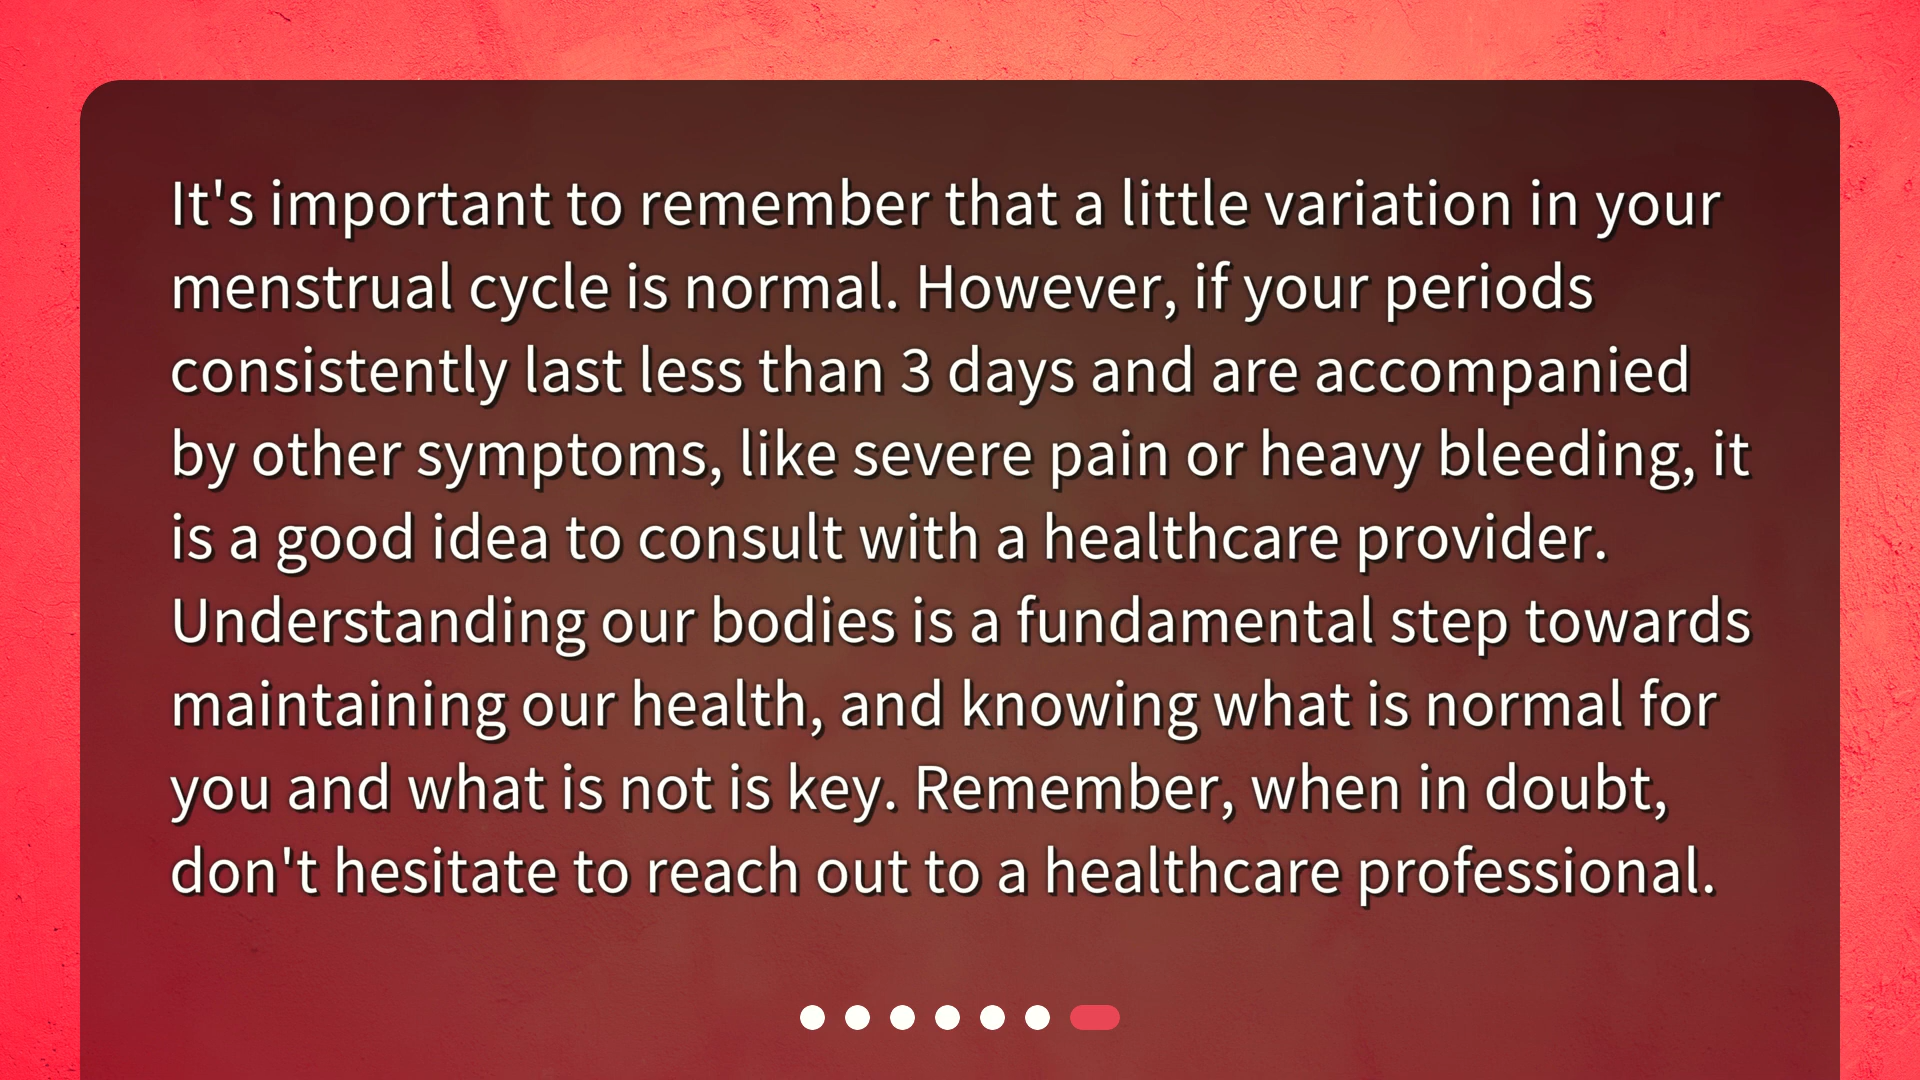 It's important to remember that a little variation in your
menstrual cycle is normal. However, if your periods
consistently last less than 3 days and are accompanied
by other symptoms, like severe pain or heavy bleeding, it
is a good idea to consult with a healthcare provider.
Understanding our bodies is a fundamental step towards
maintaining our health, and knowing what is normal for
you and what is not is key. Remember, when in doubt,
don't hesitate to reach out to a healthcare professional.